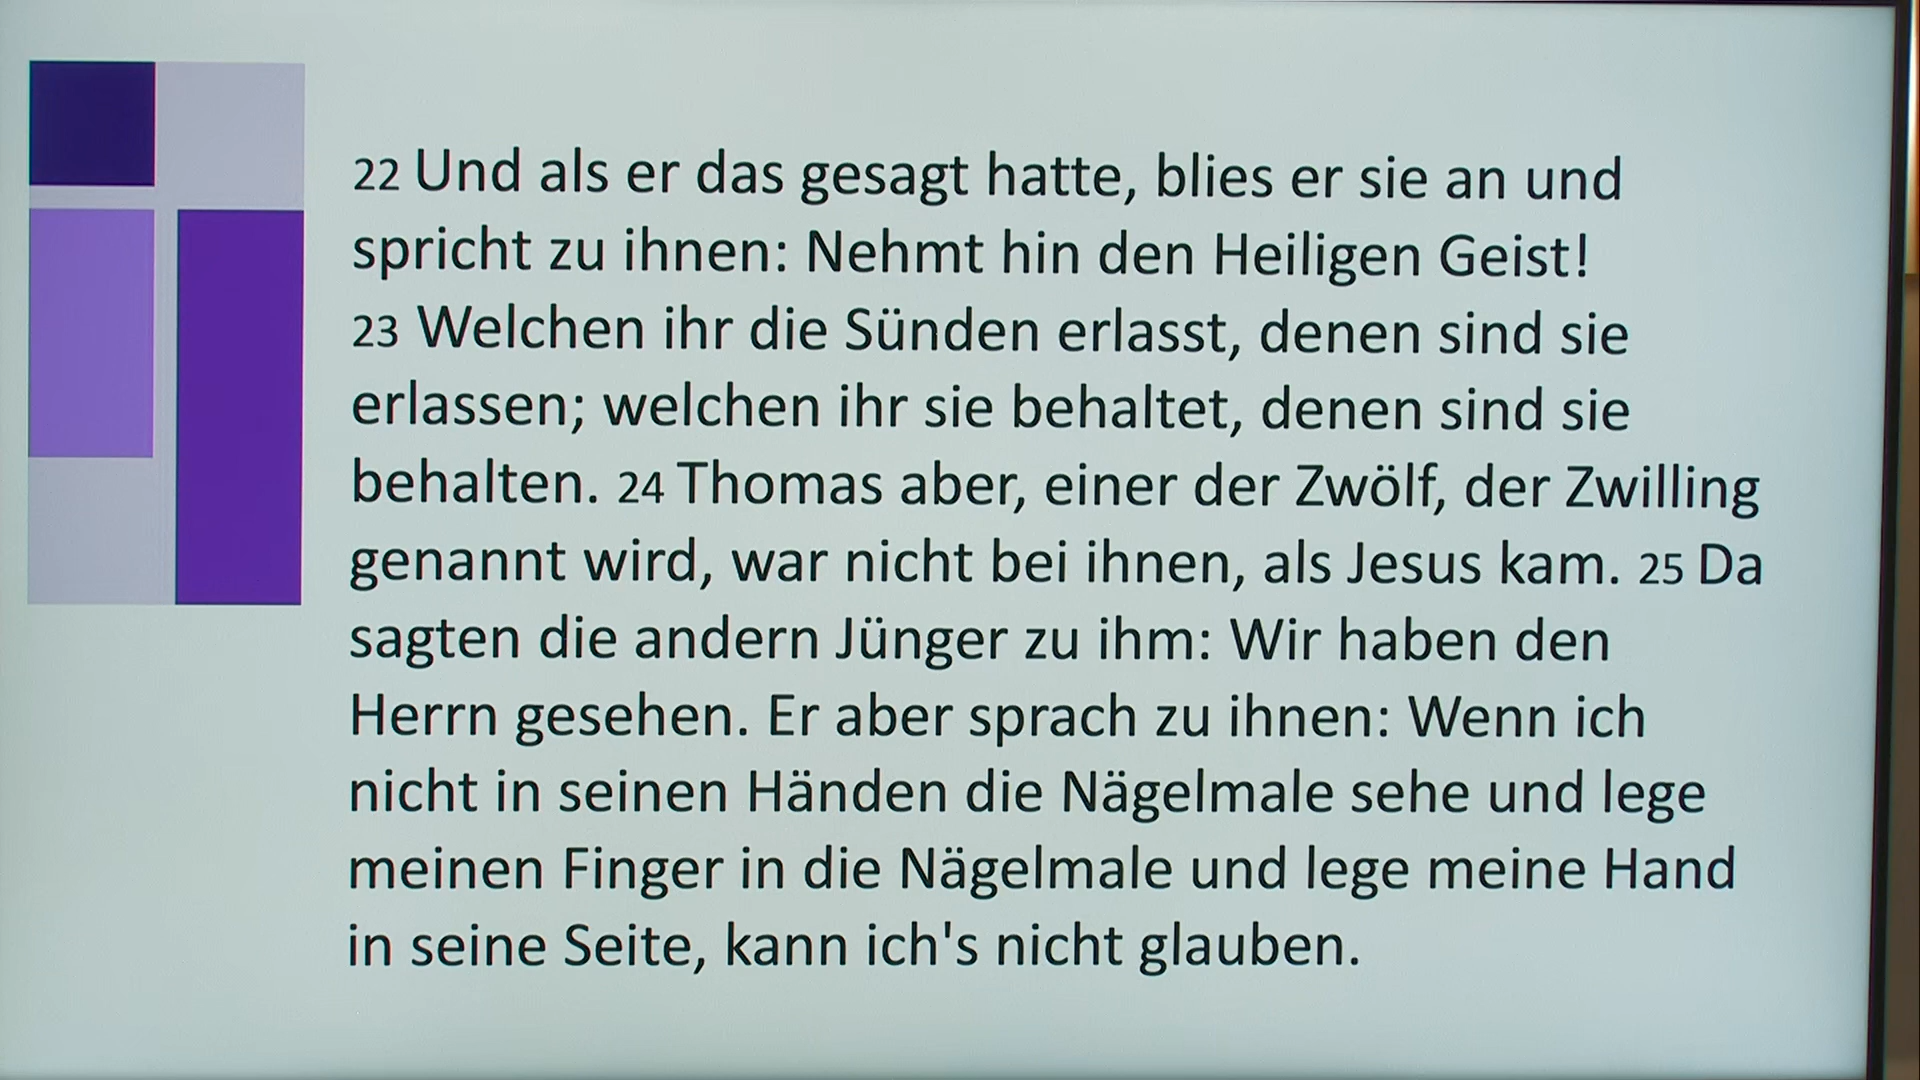 22 Und als er das gesagt hatte, blies er sie an und
spricht zu ihnen: Nehmt hin den Heiligen Geist!
23 Welchen ihr die Sünden erlasst, denen sind sie
erlassen; welchen ihr sie behaltet, denen sind sie
behalten. 24 Thomas aber, einer der Zwölf, der Zwilling
genannt wird, war nicht bei ihnen, als Jesus kam. 25 Da
sagten die andern Jünger zu ihm: Wir haben den
Herrn gesehen. Er aber sprach zu ihnen: Wenn ich
nicht in seinen Händen die Nägelmale sehe und lege
meinen Finger in die Nägelmale und lege meine Hand
in seine Seite, kann ich's nicht glauben.